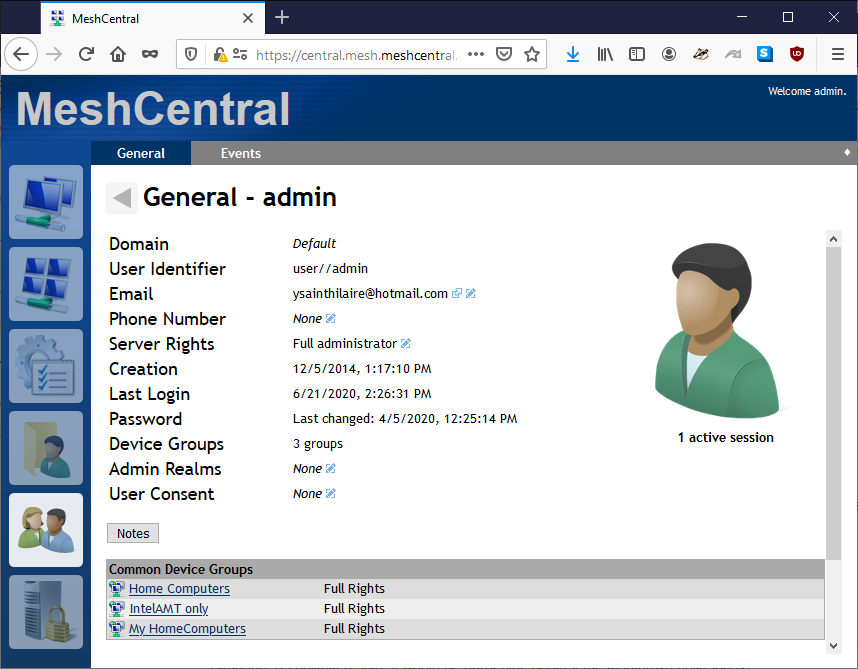 MeshCentral
https://central.mesh.meshcentral.
MeshCentral
Welcome admin.
General Events
General - admin
Domain Default
User Identifier user//admin
Email ysainthilaire@hotmail.com
Phone Number None
Server Rights Full administrator
Creation 12/5/2014, 1:17:10 PM
Last Login 6/21/2020, 2:26:31 PM
Password Last changed: 4/5/2020, 12:25:14 PM
Device Groups 3 groups
Admin Realms None
User Consent None
1 active session
Notes
Common Device Groups
Home Computers Full Rights
IntelAMT only Full Rights
My HomeComputers Full Rights